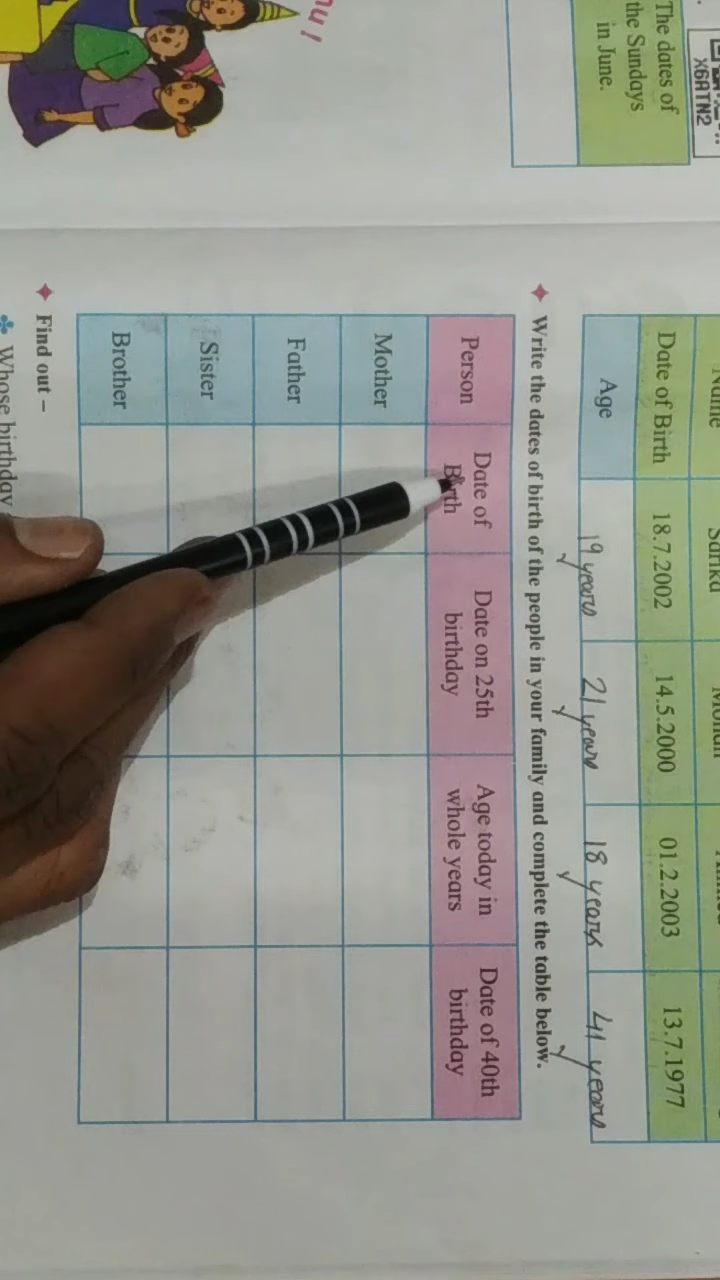 The dates of
the Sundays
in June.
X6ATN2
Date of Birth 18.7.2002 14.5.2000 01.2.2003 13.7.1977
Age 19 years 21 years 18 years 41 years
Write the dates of birth of the people in your family and complete the table below.
Person Date of Birth Date on 25th birthday Age today in whole years Date of 40th birthday
Mother
Father
Sister
Brother
Find out –
Whose birthday